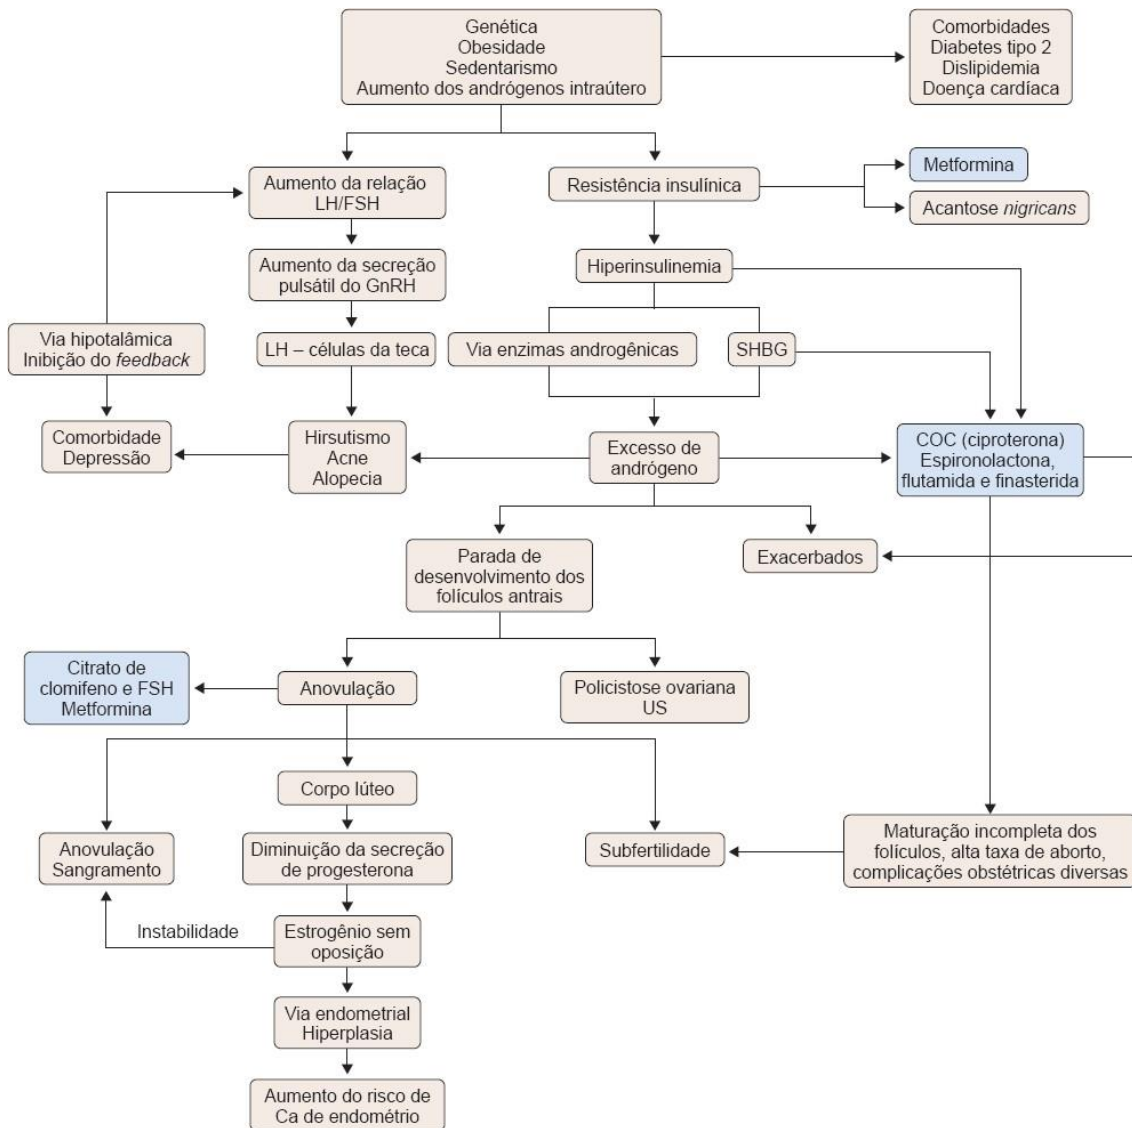 Genética
Obesidade
Sedentarismo
Aumento dos andrógenos intraútero
Comorbidades
Diabetes tipo 2
Dislipidemia
Doença cardíaca
Aumento da relação
LH/FSH
Resistência insulínica
Metformina
Acantose nigricans
Aumento da secreção
pulsátil do GnRH
Hiperinsulinemia
Via hipotalâmica
Inibição do feedback
LH – células da teca
Via enzimas androgênicas
SHBG
Comorbidade
Depressão
Hirsutismo
Acne
Alopecia
Excesso de
andrógeno
COC (ciproterona)
Espironolactona,
flutamida e finasterida
Parada de
desenvolvimento dos
folículos antrais
Exacerbados
Citrato de
clomifeno e FSH
Metformina
Anovulação
Policistose ovariana
US
Corpo lúteo
Anovulação
Sangramento
Diminuição da secreção
de progesterona
Subfertilidade
Maturação incompleta dos
folículos, alta taxa de aborto,
complicações obstétricas diversas
Instabilidade
Estrogênio sem
oposição
Via endometrial
Hiperplasia
Aumento do risco de
Ca de endométrio